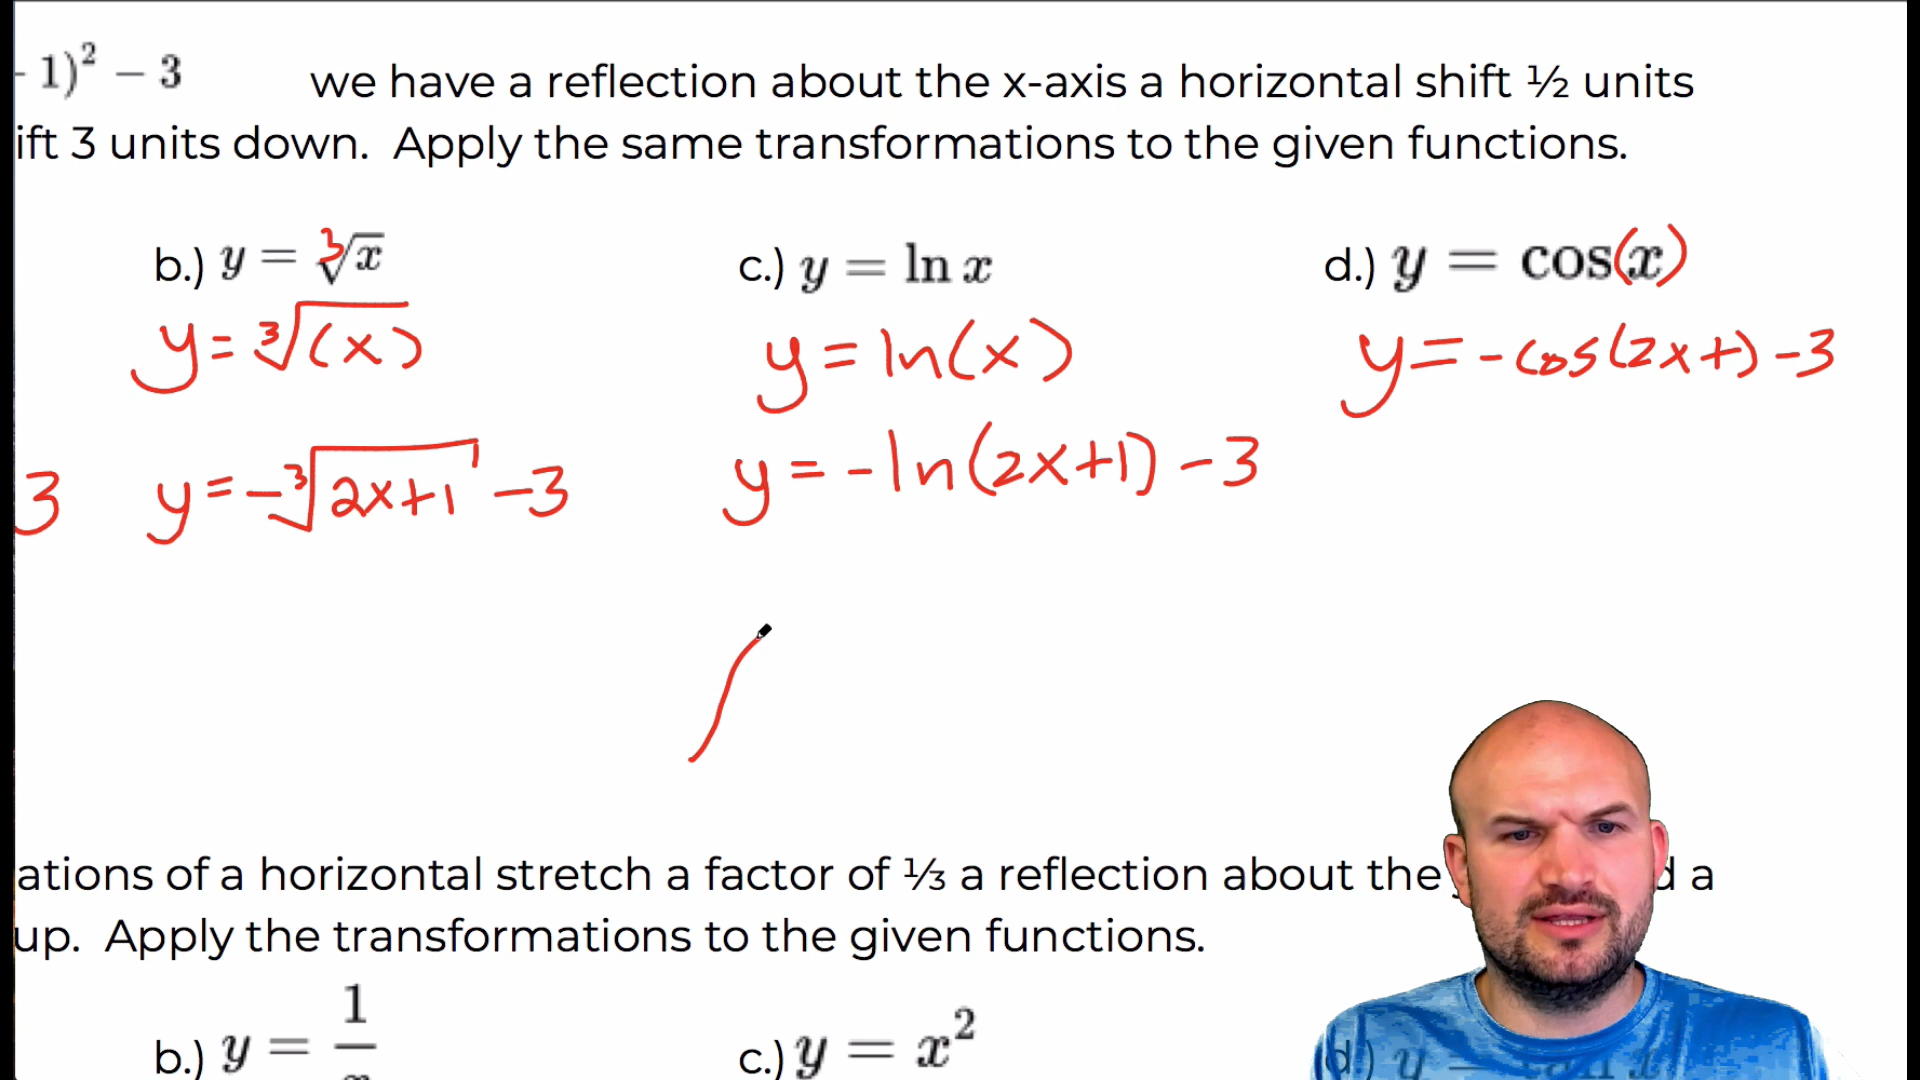 - 1)² − 3 we have a reflection about the x-axis a horizontal shift ½ units
ift 3 units down. Apply the same transformations to the given functions.
b.) y = ∛x c.) y = ln x d.) y = cos(x)
y = ∛(x) y = ln(x) y = -cos(2x+) -3
3 y = -∛2x+1 -3 y = -ln(2x+1) -3
ations of a horizontal stretch a factor of ⅓ a reflection about the d a
up. Apply the transformations to the given functions.
b.) y = 1/x c.) y = x² d.) y = tan x